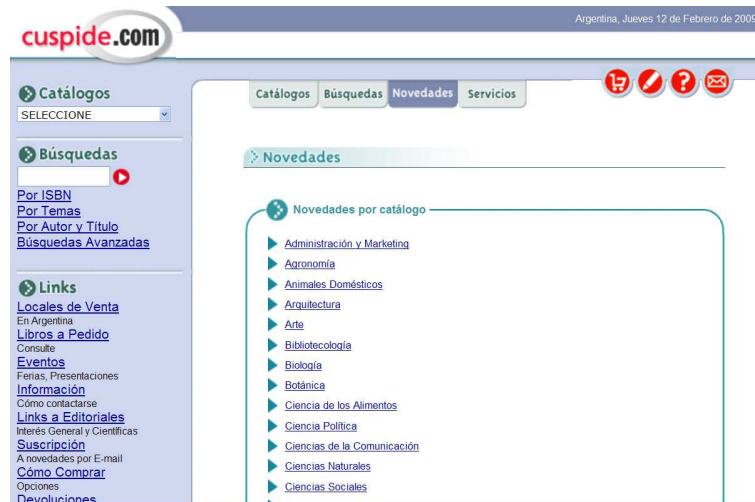 Argentina, Jueves 12 de Febrero de 2009
cuspide.com
Catálogos
SELECCIONE
Búsquedas
Por ISBN
Por Temas
Por Autor y Título
Búsquedas Avanzadas
Links
Locales de Venta
En Argentina
Libros a Pedido
Consulte
Eventos
Ferias, Presentaciones
Información
Cómo contactarse
Links a Editoriales
Interés General y Científicas
Suscripción
A novedades por E-mail
Cómo Comprar
Opciones
Devoluciones
Catálogos Búsquedas Novedades Servicios
Novedades
Novedades por catálogo
Administración y Marketing
Agronomía
Animales Domésticos
Arquitectura
Arte
Bibliotecología
Biología
Botánica
Ciencia de los Alimentos
Ciencia Política
Ciencias de la Comunicación
Ciencias Naturales
Ciencias Sociales